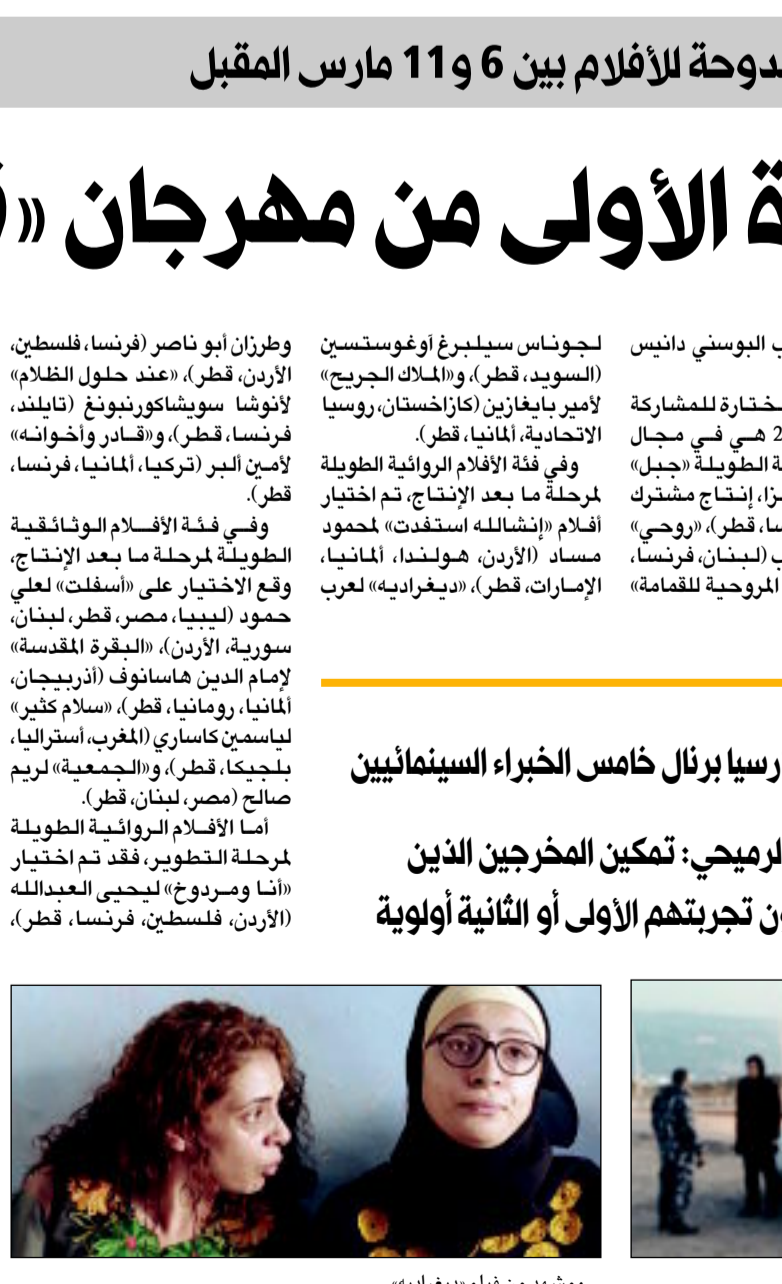 دوحة للأفلام بين 6 و11 مارس المقبل
ة الأولى من مهرجان «
ب البوسني دانيس
ـختارة للمشاركة
2 هي في مجال
ة الطويلة «جبل»
زا، إنتاج مشترك
سا، قطر)، «روحي»
ب (لبنان، فرنسا،
المروحية للقمامة»
لجوناس سيلبرغ آوغوستسين
(السويد، قطر)، و«الملاك الجريح»
لأمير بايغازين (كازاخستان، روسيا
الاتحادية، ألمانيا، قطر).
وفي فئة الأفلام الروائية الطويلة
لمرحلة ما بعد الإنتاج، تم اختيار
أفلام «إنشالله استفدت» لمحمود
مساد (الأردن، هولندا، ألمانيا،
الإمارات، قطر)، «ديغراديه» لعرب
وطرزان أبو ناصر (فرنسا، فلسطين،
الأردن، قطر)، «عند حلول الظلام»
لأنوشا سويشاكورنبونغ (تايلند،
فرنسا، قطر)، و«قادر وأخوانه»
لأمين ألبر (تركيا، ألمانيا، فرنسا،
قطر).
وفي فئة الأفلام الوثائقية
الطويلة لمرحلة ما بعد الإنتاج،
وقع الاختيار على «أسفلت» لعلي
حمود (ليبيا، مصر، قطر، لبنان،
سورية، الأردن)، «البقرة المقدسة»
لإمام الدين هاسانوف (أذربيجان،
ألمانيا، رومانيا، قطر)، «سلام كثير»
لياسمين كاساري (المغرب، أستراليا،
بلجيكا، قطر)، و«الجمعية» لريم
صالح (مصر، لبنان، قطر).
أما الأفلام الروائية الطويلة
لمرحلة التطوير، فقد تم اختيار
«أنا ومردوخ» ليحيى العبدالله
(الأردن، فلسطين، فرنسا، قطر)،
رسيا برنال خامس الخبراء السينمائيين
لرميحي: تمكين المخرجين الذين
ن تجربتهم الأولى أو الثانية أولوية